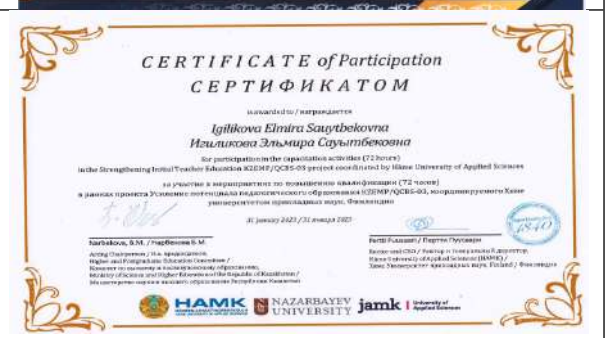 CERTIFICATE of Participation
СЕРТИФИКАТОМ
is awarded to / награждается
Igilikova Elmira Sauytbekovna
Игиликова Эльмира Сауытбековна
for participation in the capacitation activities (72 hours)
in the Strengthening Initial Teacher Education KZEMP/QCBS-03 project coordinated by Häme University of Applied Sciences
за участие в мероприятиях по повышению квалификации (72 часов)
в рамках проекта Усиление потенциала педагогического образования KZEMP/QCBS-03, координируемого Хаме
университетом прикладных наук, Финляндия
31 january 2023 / 31 января 2023
Narbekova, B.M. / Нарбекова Б.М.
Pertti Puusaari / Пертти Пуусаари
Acting Chairperson / И.о. председателя,
Higher and Postgraduate Education Committee /
Комитет по высшему и послевузовскому образованию,
Ministry of Science and Higher Education of the Republic of Kazakhstan /
Министерство науки и высшего образования Республики Казахстан
Rector and CEO / Ректор и генеральный директор,
Häme University of Applied Sciences (HAMK) /
Хаме Университет прикладных наук, Finland / Финляндия
1840
HAMK
NAZARBAYEV
UNIVERSITY
jamk | University of
Applied Sciences